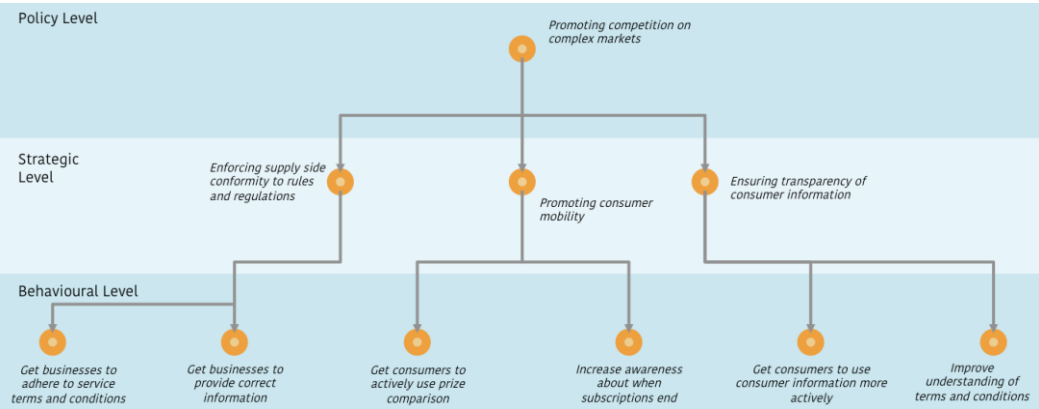 Policy Level
Promoting competition on
complex markets
Strategic
Level
Enforcing supply side
conformity to rules
and regulations
Promoting consumer
mobility
Ensuring transparency of
consumer information
Behavioural Level
Get businesses to
adhere to service
terms and conditions
Get businesses to
provide correct
information
Get consumers to
actively use prize
comparison
Increase awareness
about when
subscriptions end
Get consumers to use
consumer information more
actively
Improve
understanding of
terms and conditions